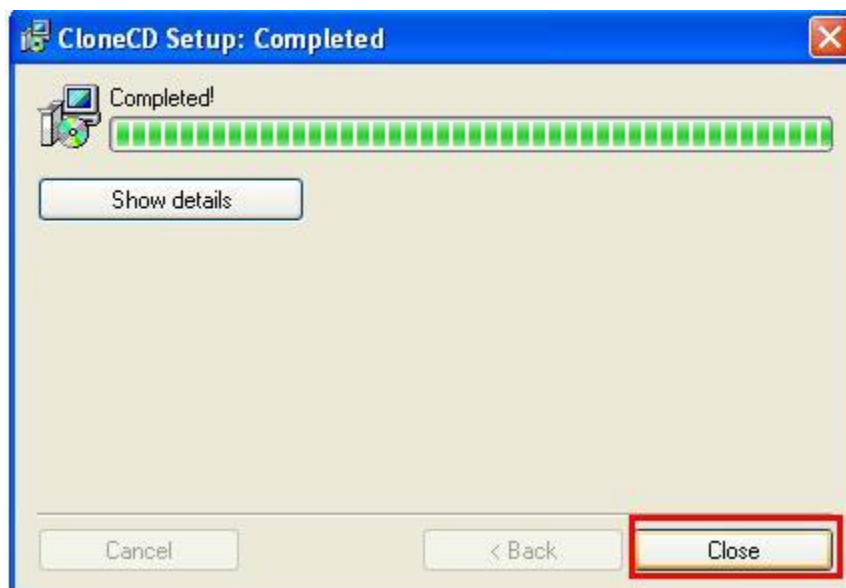 CloneCD Setup: Completed
Completed!
Show details
Cancel
< Back
Close